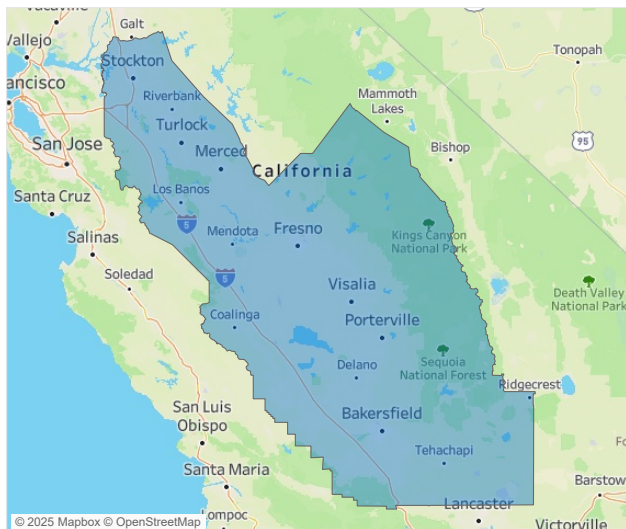 Vacaville
Galt
Vallejo
Stockton
ancisco
Riverbank
Turlock
San Jose
Merced
Mammoth
Lakes
Tonopah
95
Bishop
California
Santa Cruz
Los Banos
5
Salinas
Mendota
Fresno
Kings Canyon
National Park
Soledad
5
Visalia
Death Valley
National Park
Coalinga
Porterville
Delano
Sequoia
National Forest
Ridgecrest
San Luis
Obispo
Bakersfield
Santa Maria
Tehachapi
Barstow
Lompoc
Lancaster
Victorville
© 2025 Mapbox © OpenStreetMap